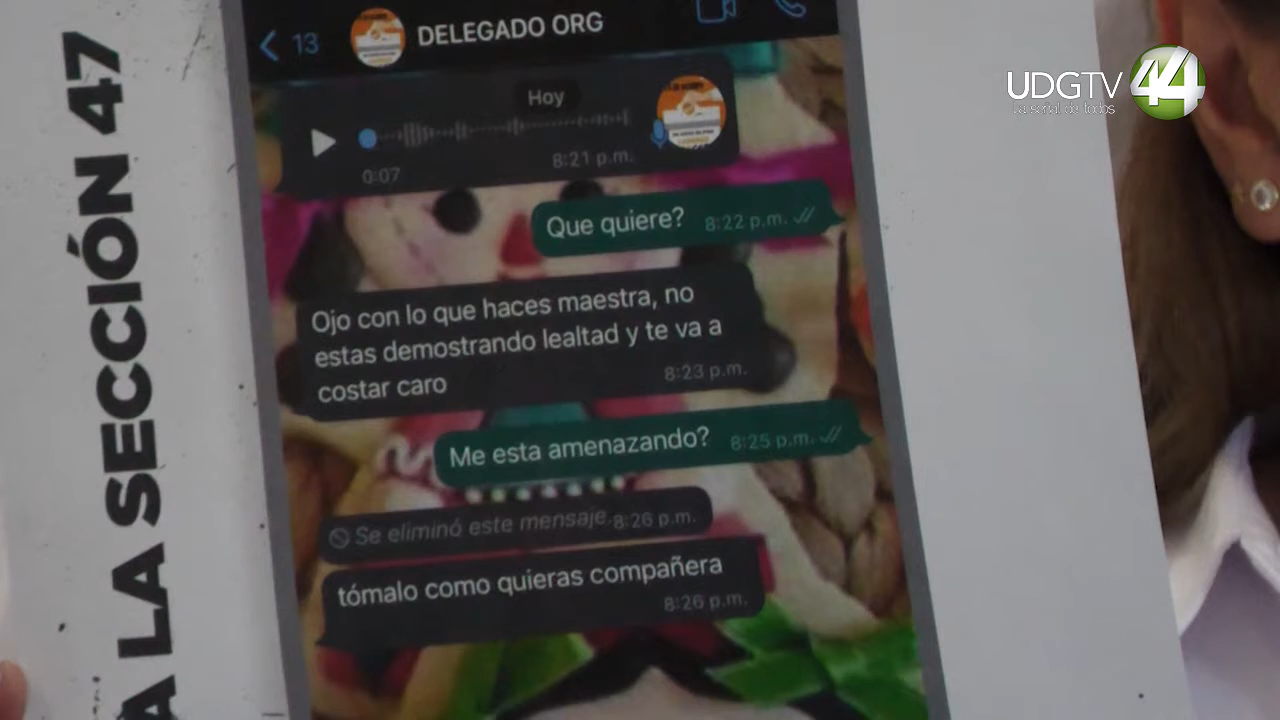 A LA SECCIÓN 47
13
DELEGADO ORG
Hoy
0:07
8:21 p.m.
Que quiere? 8:22 p.m.
Ojo con lo que haces maestra, no
estas demostrando lealtad y te va a
costar caro
8:23 p.m.
Me esta amenazando? 8:25 p.m.
Se eliminó este mensaje. 8:26 p.m.
tómalo como quieras compañera
8:26 p.m.
UDGTV 44
La señal de todos